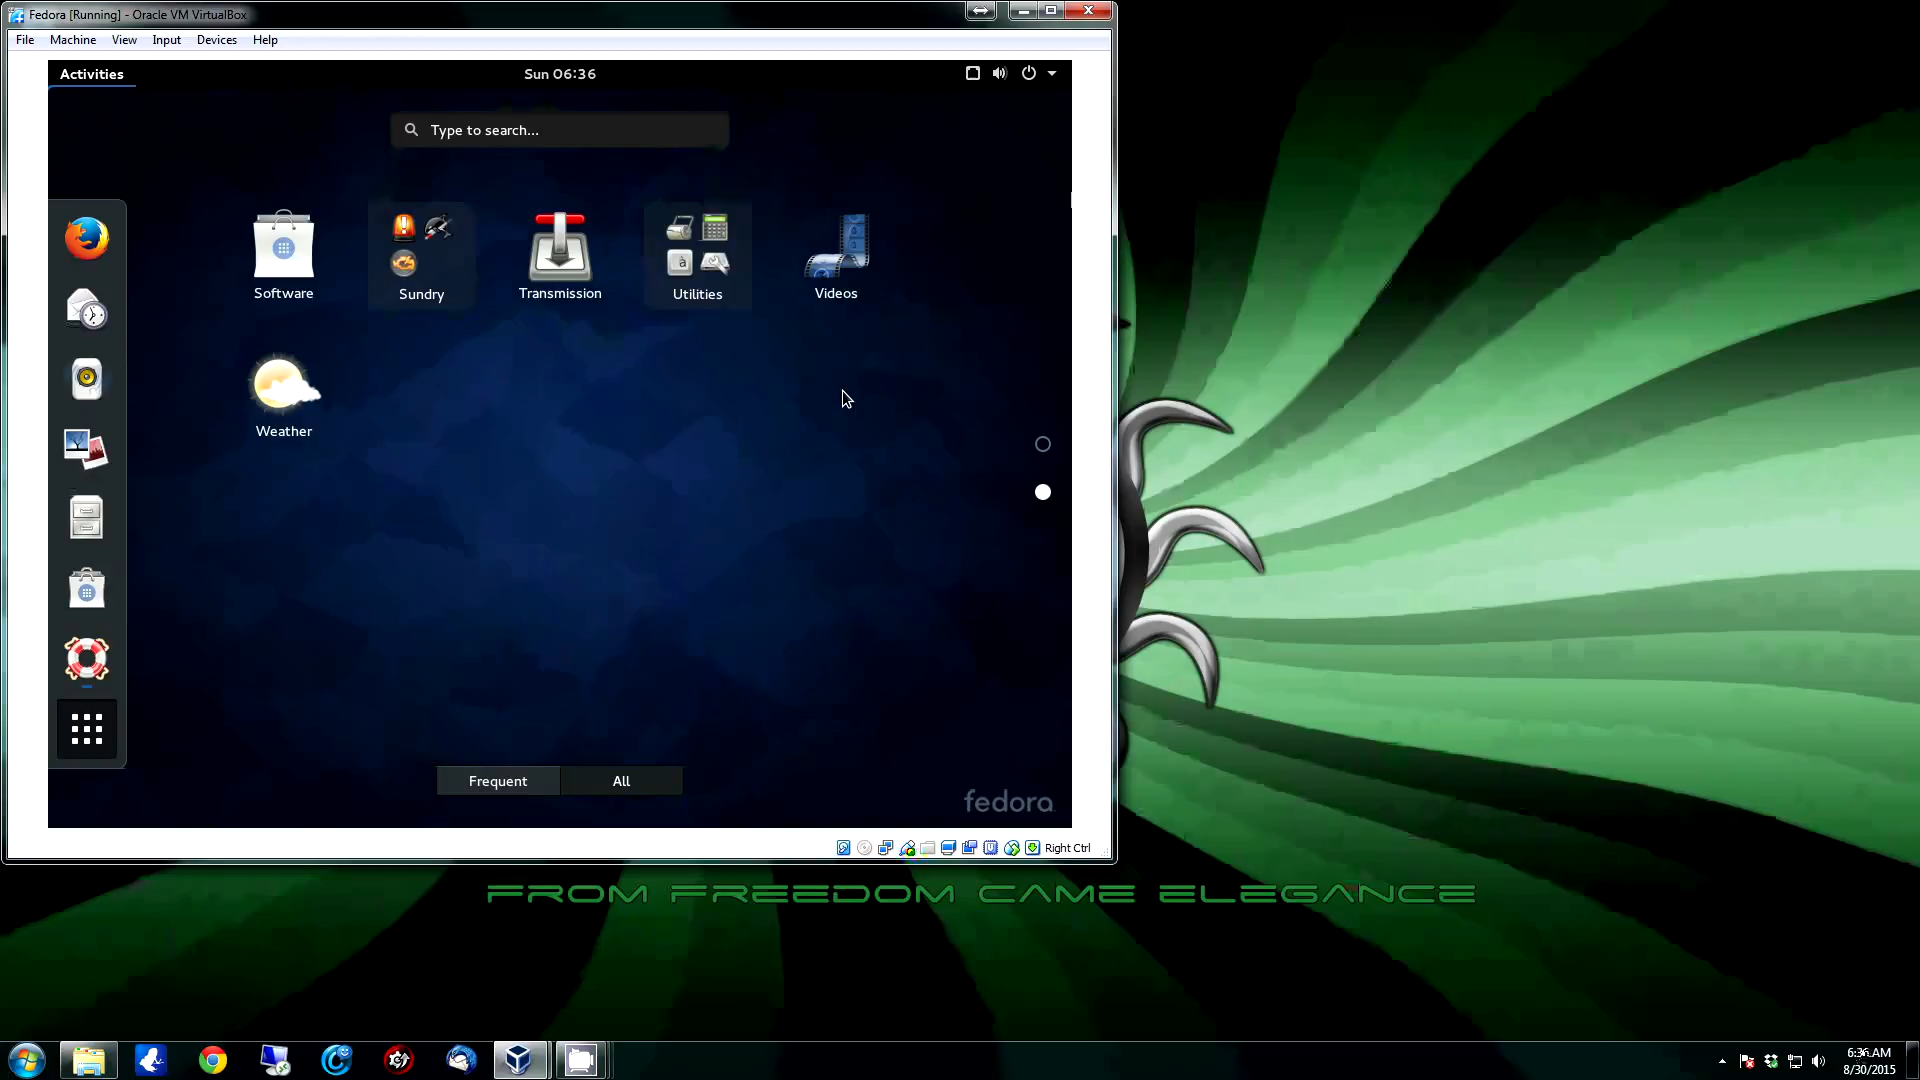 Fedora [Running] - Oracle VM VirtualBox
File Machine View Input Devices Help
Activities
Sun 06:36
Type to search...
Software
Sundry
Transmission
à
Utilities
Videos
Weather
Frequent
All
fedora
Right Ctrl
FROM FREEDOM CAME ELEGANCE
6:36 AM
8/30/2015